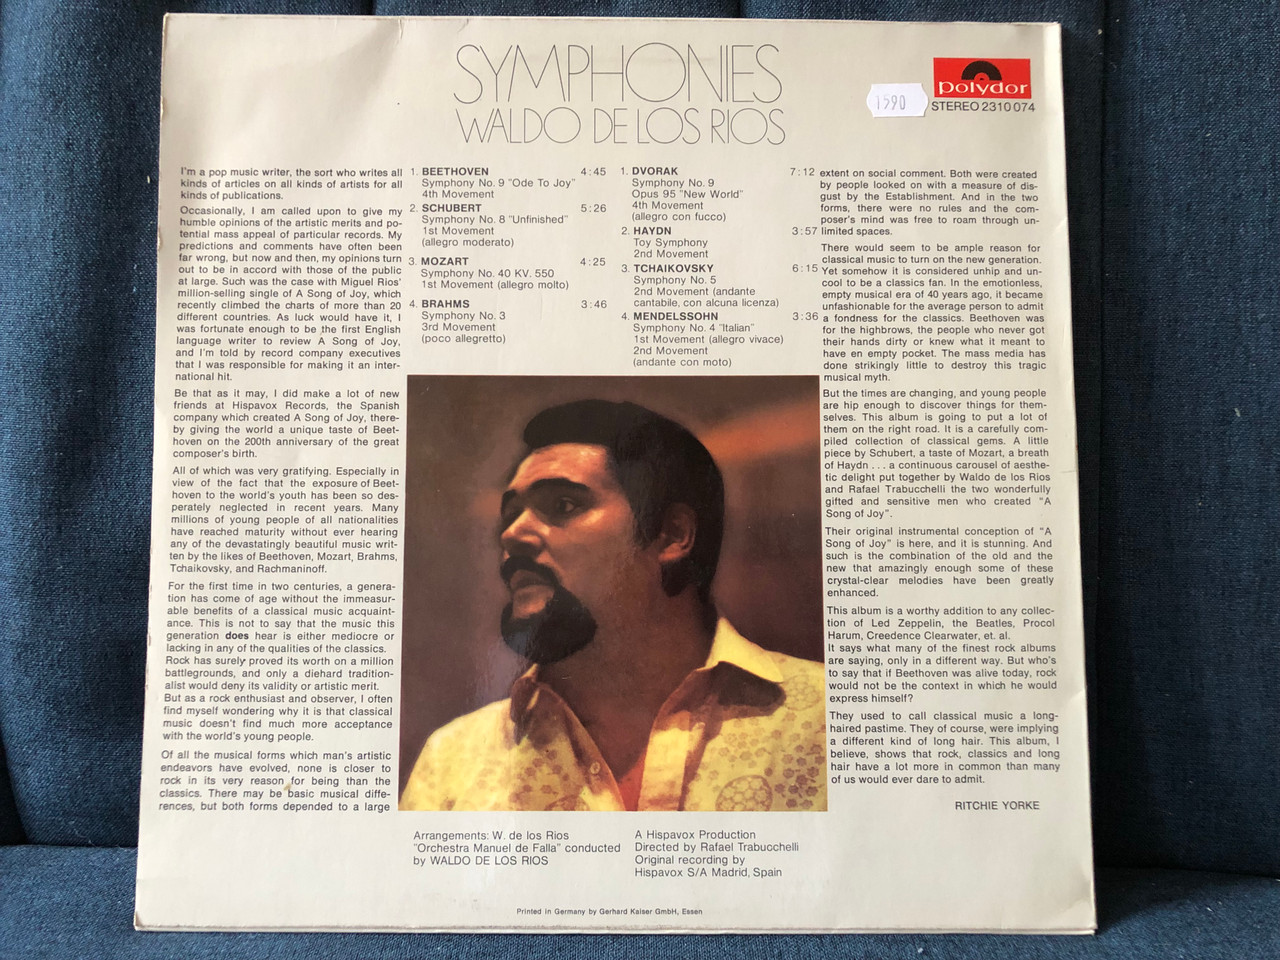 SYMPHONIES
WALDO DE LOS RIOS
1590
polydor
STEREO 2310 074
I'm a pop music writer, the sort who writes all
kinds of articles on all kinds of artists for all
kinds of publications.
Occasionally, I am called upon to give my
humble opinions of the artistic merits and po-
tential mass appeal of particular records. My
predictions and comments have often been
far wrong, but now and then, my opinions turn
out to be in accord with those of the public
at large. Such was the case with Miguel Rios'
million-selling single of A Song of Joy, which
recently climbed the charts of more than 20
different countries. As luck would have it, I
was fortunate enough to be the first English
language writer to review A Song of Joy,
and I'm told by record company executives
that I was responsible for making it an inter-
national hit.
Be that as it may, I did make a lot of new
friends at Hispavox Records, the Spanish
company which created A Song of Joy, there-
by giving the world a unique taste of Beet-
hoven on the 200th anniversary of the great
composer's birth.
All of which was very gratifying. Especially in
view of the fact that the exposure of Beet-
hoven to the world's youth has been so des-
perately neglected in recent years. Many
millions of young people of all nationalities
have reached maturity without ever hearing
any of the devastatingly beautiful music writ-
ten by the likes of Beethoven, Mozart, Brahms,
Tchaikovsky, and Rachmaninoff.
For the first time in two centuries, a genera-
tion has come of age without the immeasur-
able benefits of a classical music acquaint-
ance. This is not to say that the music this
generation does hear is either mediocre or
lacking in any of the qualities of the classics.
Rock has surely proved its worth on a million
battlegrounds, and only a diehard tradition-
alist would deny its validity or artistic merit.
But as a rock enthusiast and observer, I often
find myself wondering why it is that classical
music doesn't find much more acceptance
with the world's young people.
Of all the musical forms which man's artistic
endeavors have evolved, none is closer to
rock in its very reason for being than the
classics. There may be basic musical diffe-
rences, but both forms depended to a large
1. BEETHOVEN 4:45
Symphony No. 9 "Ode To Joy"
4th Movement
2. SCHUBERT 5:26
Symphony No. 8 "Unfinished"
1st Movement
(allegro moderato)
3. MOZART 4:25
Symphony No. 40 KV. 550
1st Movement (allegro molto)
4. BRAHMS 3:46
Symphony No. 3
3rd Movement
(poco allegretto)
1. DVORAK 7:12
Symphony No. 9
Opus 95 "New World"
4th Movement
(allegro con fucco)
2. HAYDN 3:57
Toy Symphony
2nd Movement
3. TCHAIKOVSKY 6:15
Symphony No. 5
2nd Movement (andante
cantabile, con alcuna licenza)
4. MENDELSSOHN 3:36
Symphony No. 4 "Italian"
1st Movement (allegro vivace)
2nd Movement
(andante con moto)
extent on social comment. Both were created
by people looked on with a measure of dis-
gust by the Establishment. And in the two
forms, there were no rules and the com-
poser's mind was free to roam through un-
limited spaces.
There would seem to be ample reason for
classical music to turn on the new generation.
Yet somehow it is considered unhip and un-
cool to be a classics fan. In the emotionless,
empty musical era of 40 years ago, it became
unfashionable for the average person to admit
a fondness for the classics. Beethoven was
for the highbrows, the people who never got
their hands dirty or knew what it meant to
have en empty pocket. The mass media has
done strikingly little to destroy this tragic
musical myth.
But the times are changing, and young people
are hip enough to discover things for them-
selves. This album is going to put a lot of
them on the right road. It is a carefully com-
piled collection of classical gems. A little
piece by Schubert, a taste of Mozart, a breath
of Haydn . . . a continuous carousel of aesthe-
tic delight put together by Waldo de los Rios
and Rafael Trabucchelli the two wonderfully
gifted and sensitive men who created "A
Song of Joy".
Their original instrumental conception of "A
Song of Joy" is here, and it is stunning. And
such is the combination of the old and the
new that amazingly enough some of these
crystal-clear melodies have been greatly
enhanced.
This album is a worthy addition to any collec-
tion of Led Zeppelin, the Beatles, Procol
Harum, Creedence Clearwater, et. al.
It says what many of the finest rock albums
are saying, only in a different way. But who's
to say that if Beethoven was alive today, rock
would not be the context in which he would
express himself?
They used to call classical music a long-
haired pastime. They of course, were implying
a different kind of long hair. This album, I
believe, shows that rock, classics and long
hair have a lot more in common than many
of us would ever dare to admit.
RITCHIE YORKE
Arrangements: W. de los Rios
"Orchestra Manuel de Falla" conducted
by WALDO DE LOS RIOS
A Hispavox Production
Directed by Rafael Trabucchelli
Original recording by
Hispavox S/A Madrid, Spain
Printed in Germany by Gerhard Kaiser GmbH, Essen